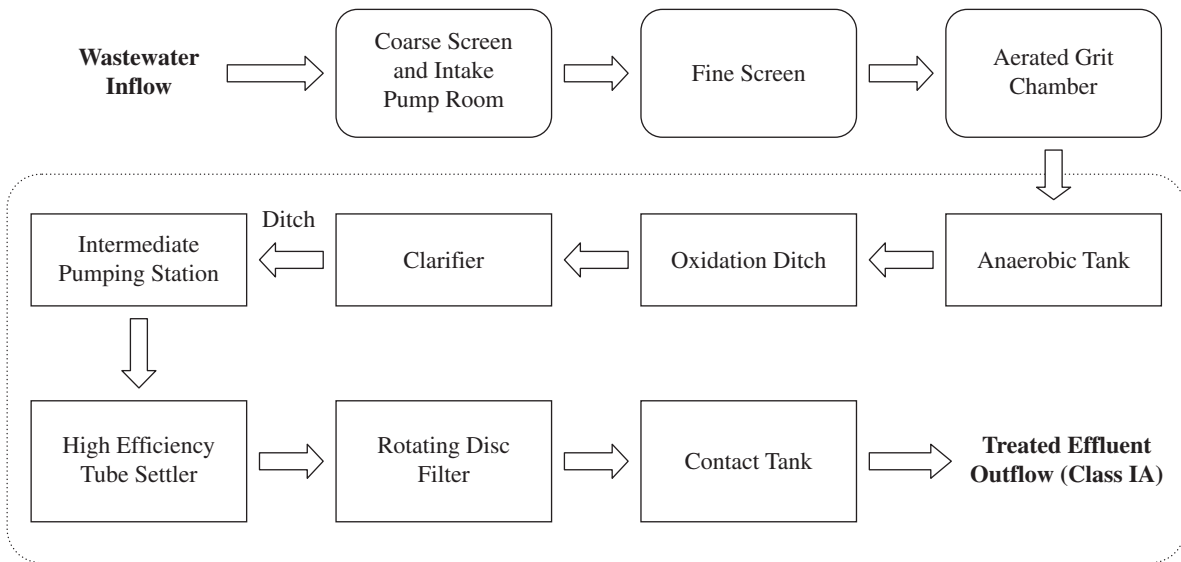 Wastewater
Inflow
Coarse Screen
and Intake
Pump Room
Fine Screen
Aerated Grit
Chamber
Anaerobic Tank
Oxidation Ditch
Clarifier
Ditch
Intermediate
Pumping Station
High Efficiency
Tube Settler
Rotating Disc
Filter
Contact Tank
Treated Effluent
Outflow (Class IA)